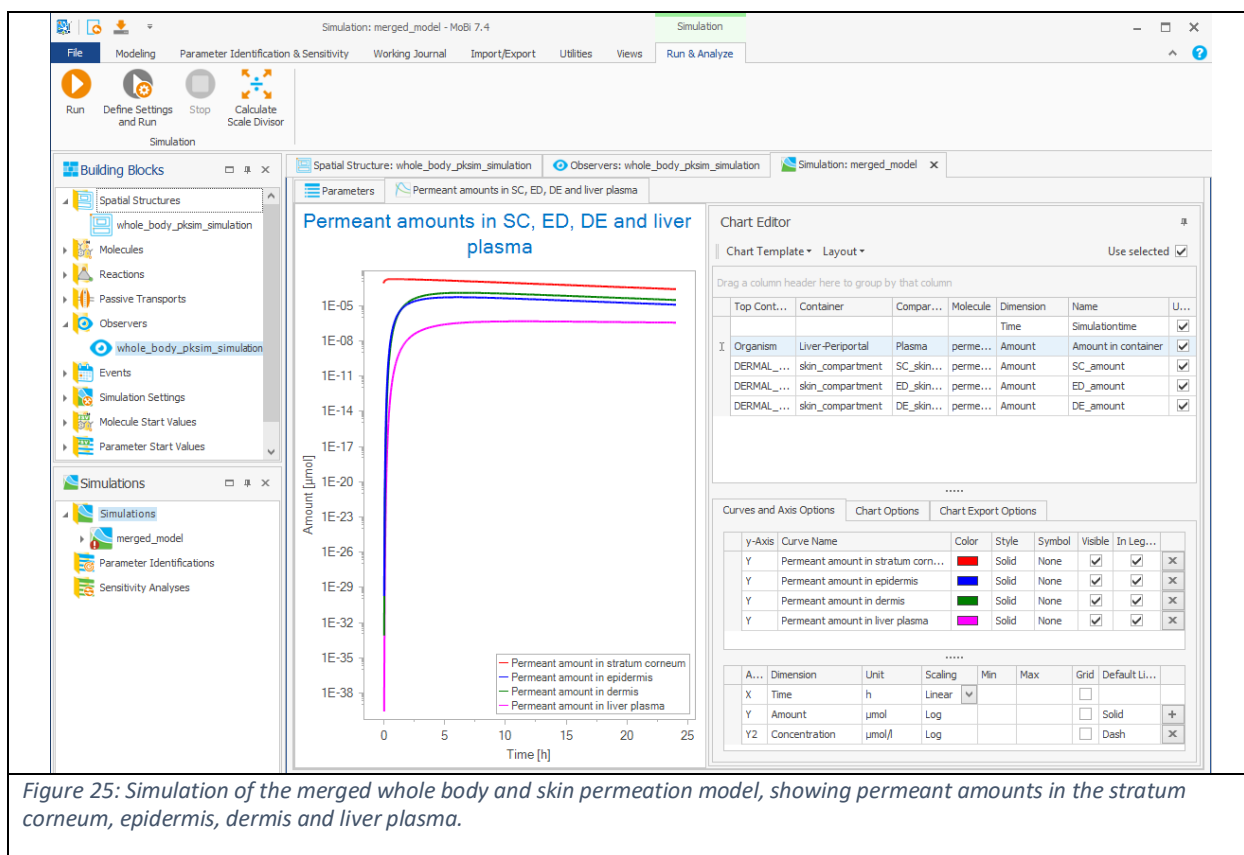 Simulation: merged_model - MoBi 7.4
Simulation
File Modeling Parameter Identification & Sensitivity Working Journal Import/Export Utilities Views Run & Analyze
Run Define Settings and Run Stop Calculate Scale Divisor
Simulation
Building Blocks
Spatial Structures
whole_body_pksim_simulation
Molecules
Reactions
Passive Transports
Observers
whole_body_pksim_simulation
Events
Simulation Settings
Molecule Start Values
Parameter Start Values
Simulations
Simulations
merged_model
Parameter Identifications
Sensitivity Analyses
Spatial Structure: whole_body_pksim_simulation Observers: whole_body_pksim_simulation Simulation: merged_model
Parameters Permeant amounts in SC, ED, DE and liver plasma
Permeant amounts in SC, ED, DE and liver
plasma
Amount [µmol]
1E-05
1E-08
1E-11
1E-14
1E-17
1E-20
1E-23
1E-26
1E-29
1E-32
1E-35
1E-38
Permeant amount in stratum corneum
Permeant amount in epidermis
Permeant amount in dermis
Permeant amount in liver plasma
0 5 10 15 20 25
Time [h]
Chart Editor
Chart Template Layout Use selected
Drag a column header here to group by that column
Top Cont... Container Compar... Molecule Dimension Name U...
Time Simulationtime
Organism Liver-Periportal Plasma perme... Amount Amount in container
DERMAL_... skin_compartment SC_skin... perme... Amount SC_amount
DERMAL_... skin_compartment ED_skin... perme... Amount ED_amount
DERMAL_... skin_compartment DE_skin... perme... Amount DE_amount
Curves and Axis Options Chart Options Chart Export Options
y-Axis Curve Name Color Style Symbol Visible In Leg...
Y Permeant amount in stratum corn... Solid None
Y Permeant amount in epidermis Solid None
Y Permeant amount in dermis Solid None
Y Permeant amount in liver plasma Solid None
A... Dimension Unit Scaling Min Max Grid Default Li...
X Time h Linear
Y Amount µmol Log Solid
Y2 Concentration µmol/l Log Dash
Figure 25: Simulation of the merged whole body and skin permeation model, showing permeant amounts in the stratum
corneum, epidermis, dermis and liver plasma.